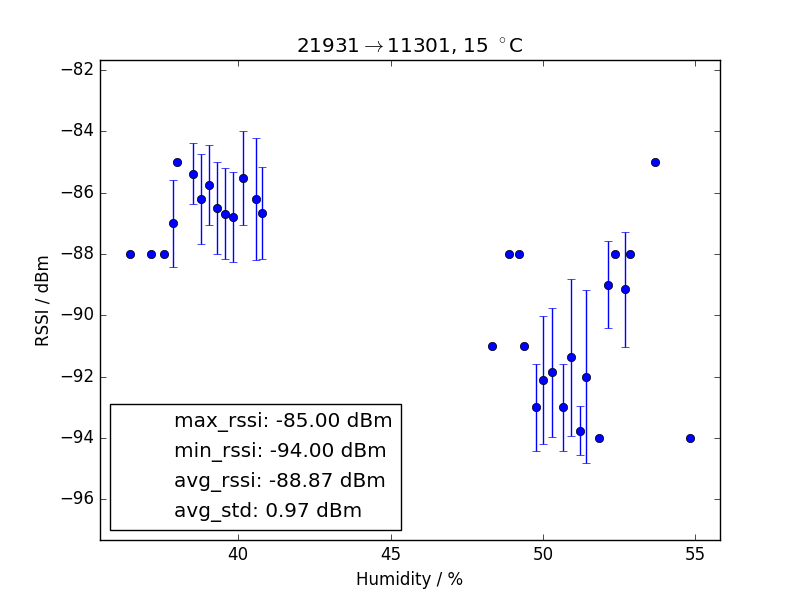 21931→11301, 15 °C
−82
−84
−86
−88
−90
−92
−94
−96
RSSI / dBm
max_rssi: -85.00 dBm
min_rssi: -94.00 dBm
avg_rssi: -88.87 dBm
avg_std: 0.97 dBm
40 45 50 55
Humidity / %